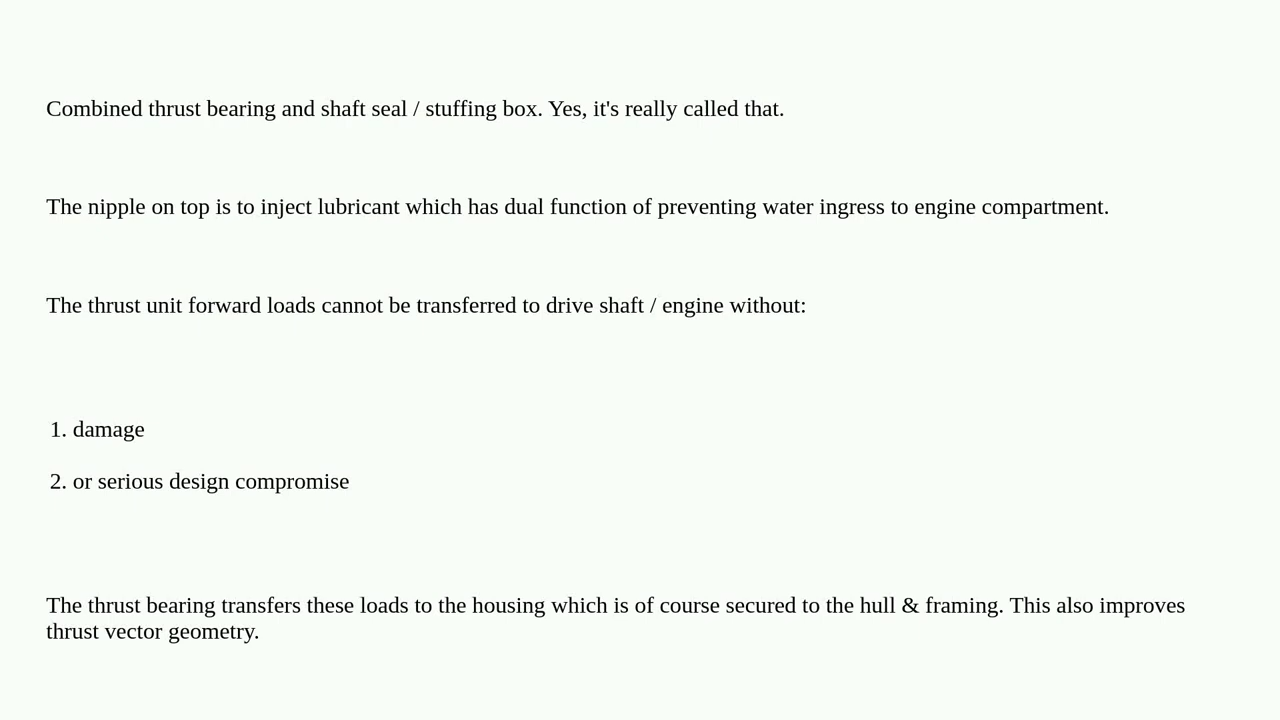 Combined thrust bearing and shaft seal / stuffing box. Yes, it's really called that.
The nipple on top is to inject lubricant which has dual function of preventing water ingress to engine compartment.
The thrust unit forward loads cannot be transferred to drive shaft / engine without:
1. damage
2. or serious design compromise
The thrust bearing transfers these loads to the housing which is of course secured to the hull & framing. This also improves
thrust vector geometry.